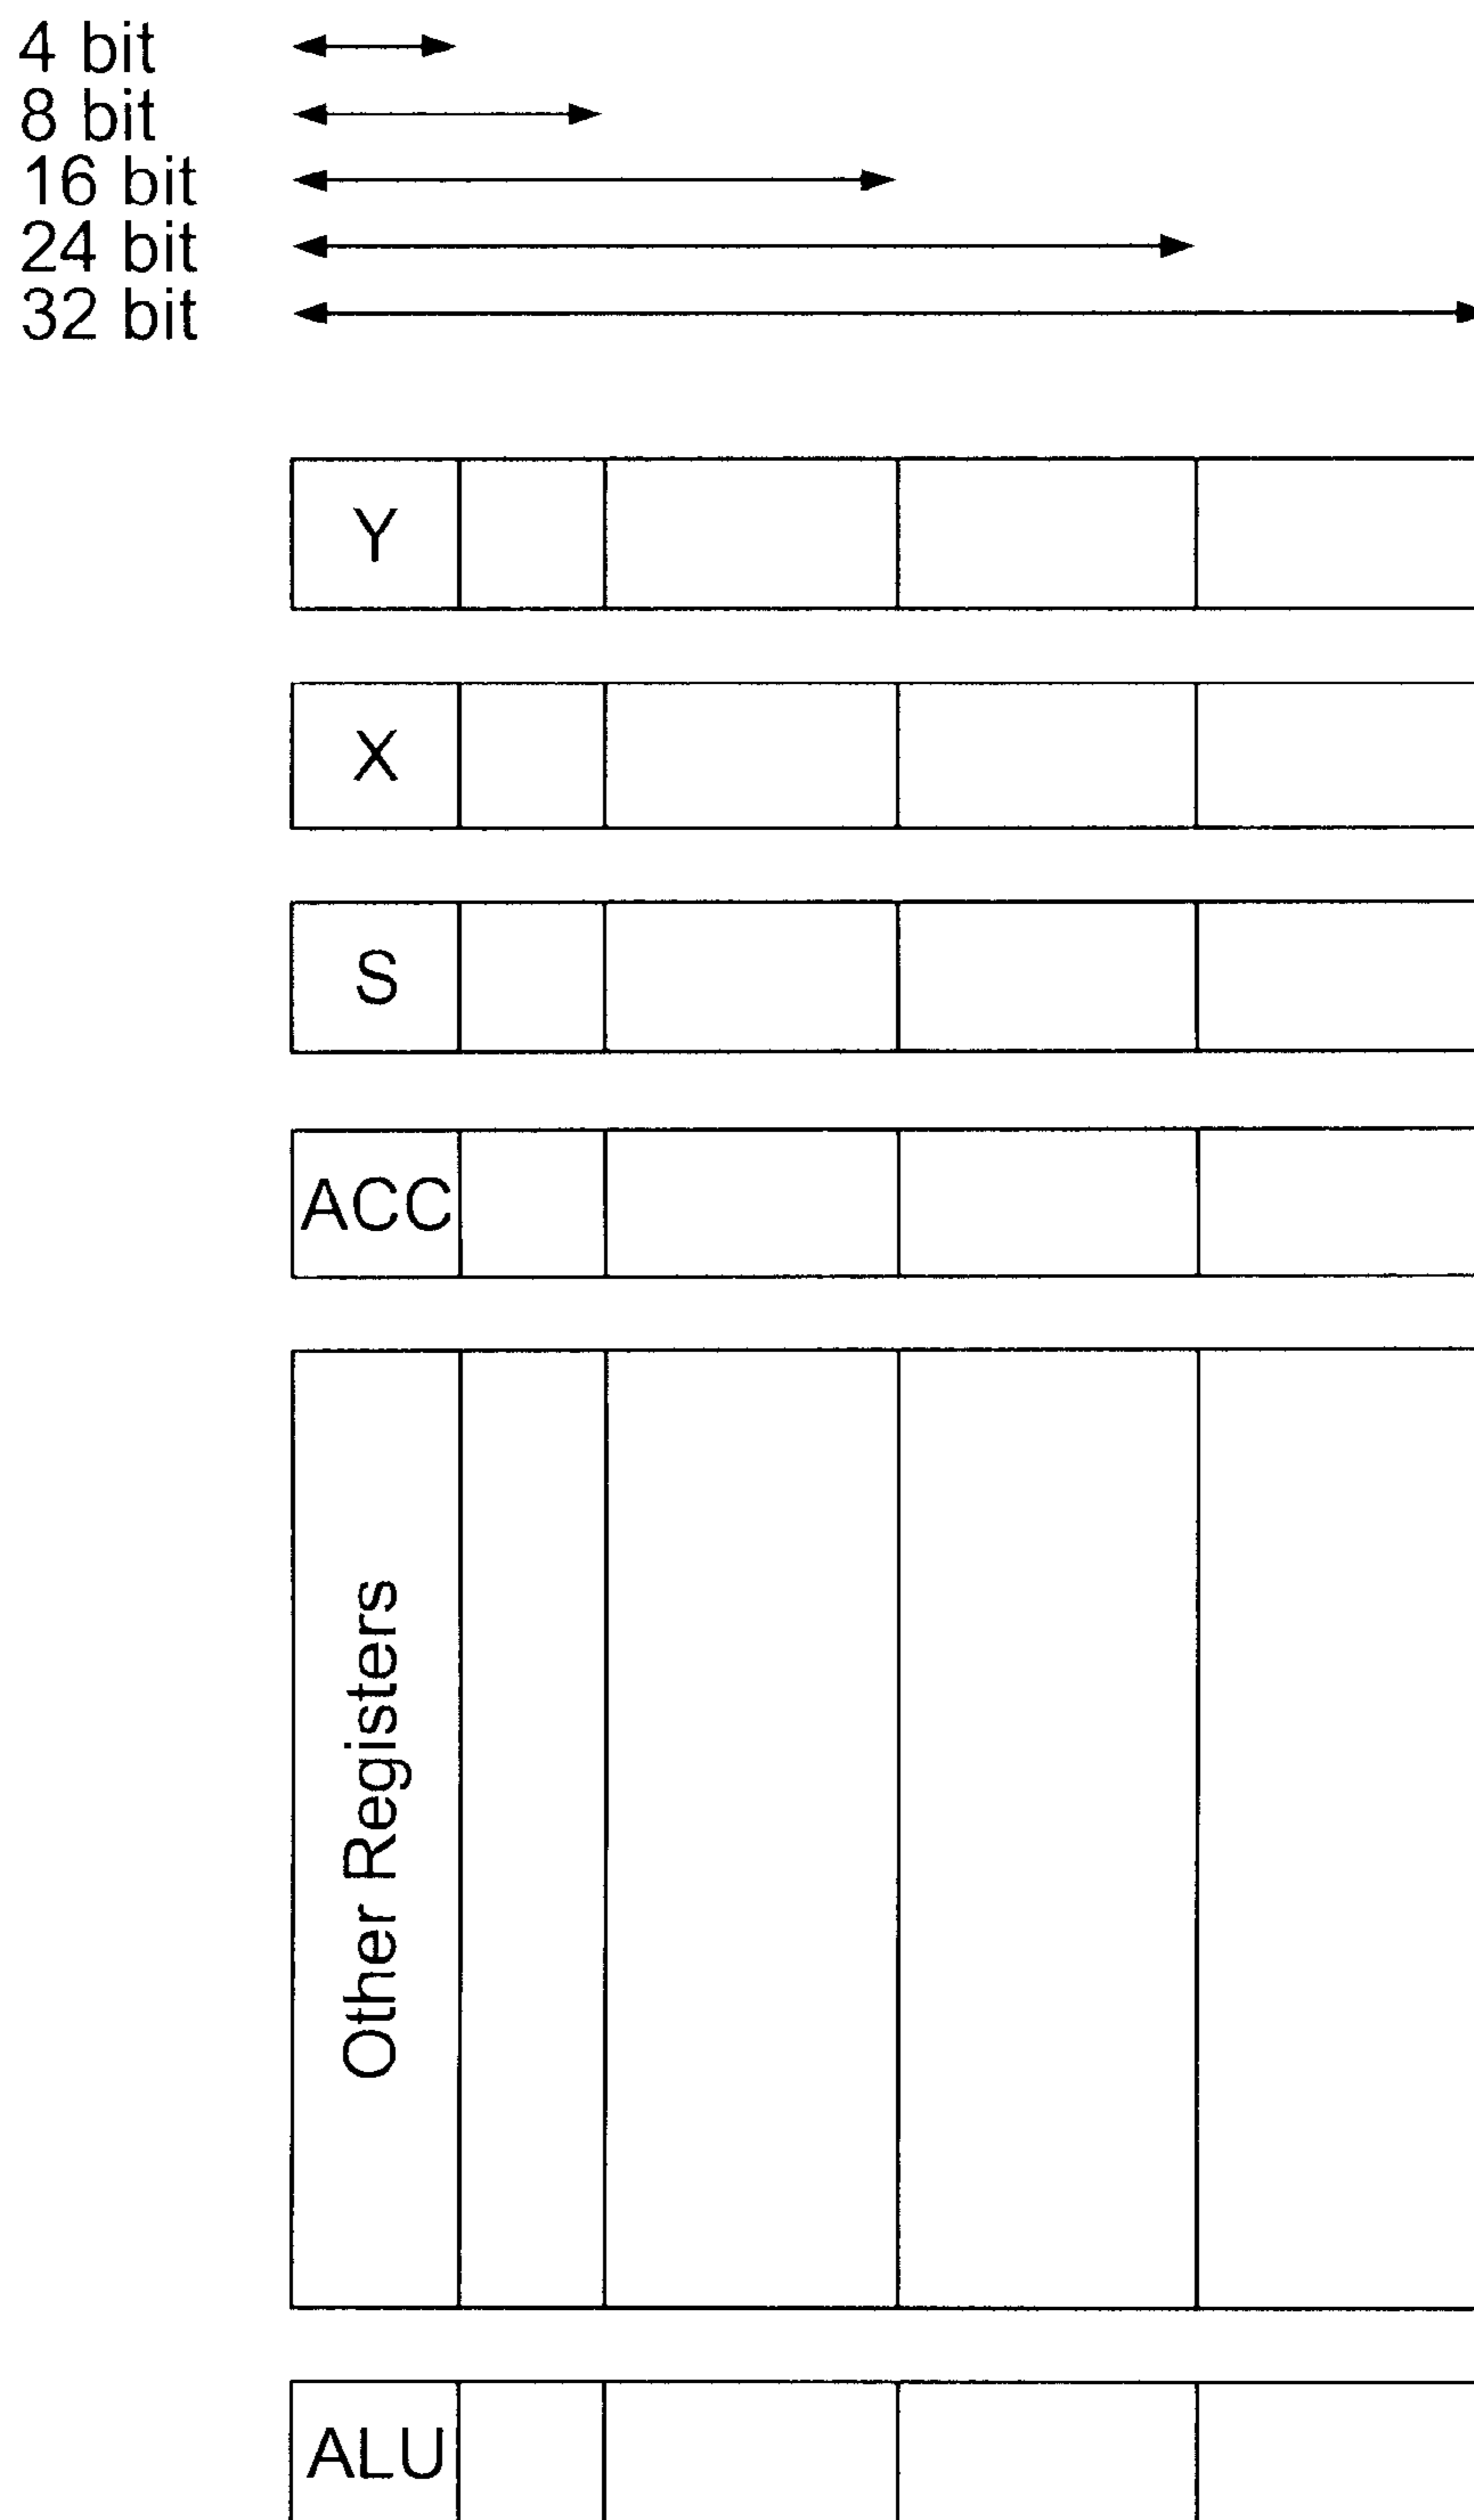 4 bit
8 bit
16 bit
24 bit
32 bit
Y
X
S
ACC
Other Registers
ALU